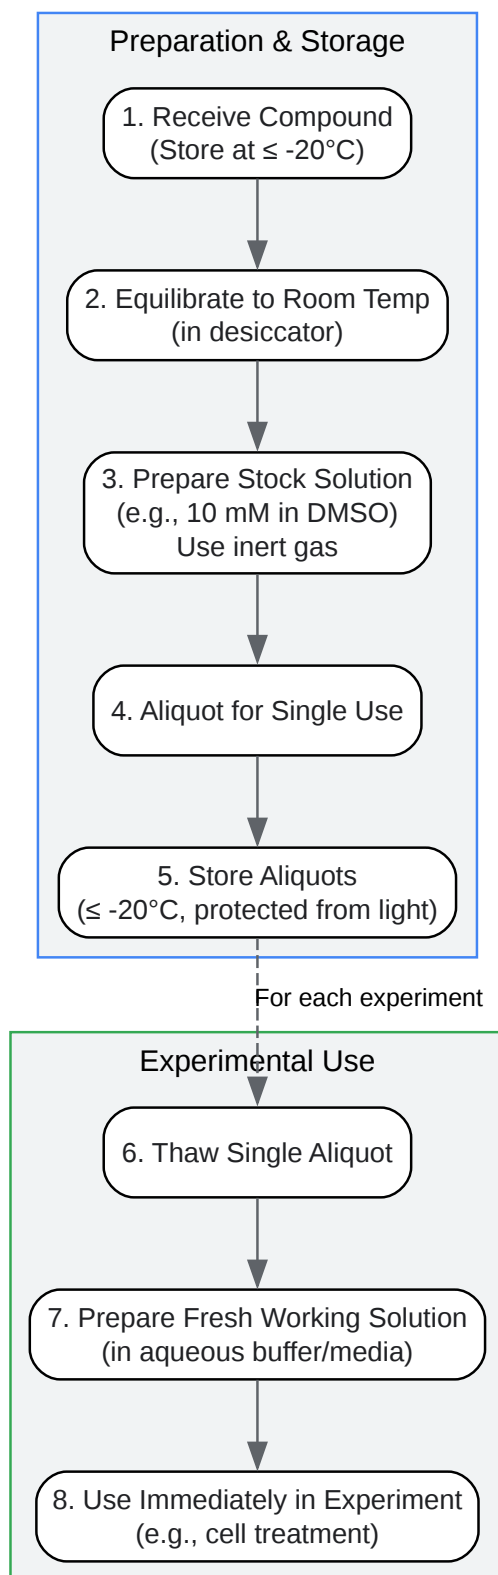 Preparation & Storage
1. Receive Compound
(Store at ≤ -20°C)
2. Equilibrate to Room Temp
(in desiccator)
3. Prepare Stock Solution
(e.g., 10 mM in DMSO)
Use inert gas
4. Aliquot for Single Use
5. Store Aliquots
(≤ -20°C, protected from light)
For each experiment
Experimental Use
6. Thaw Single Aliquot
7. Prepare Fresh Working Solution
(in aqueous buffer/media)
8. Use Immediately in Experiment
(e.g., cell treatment)